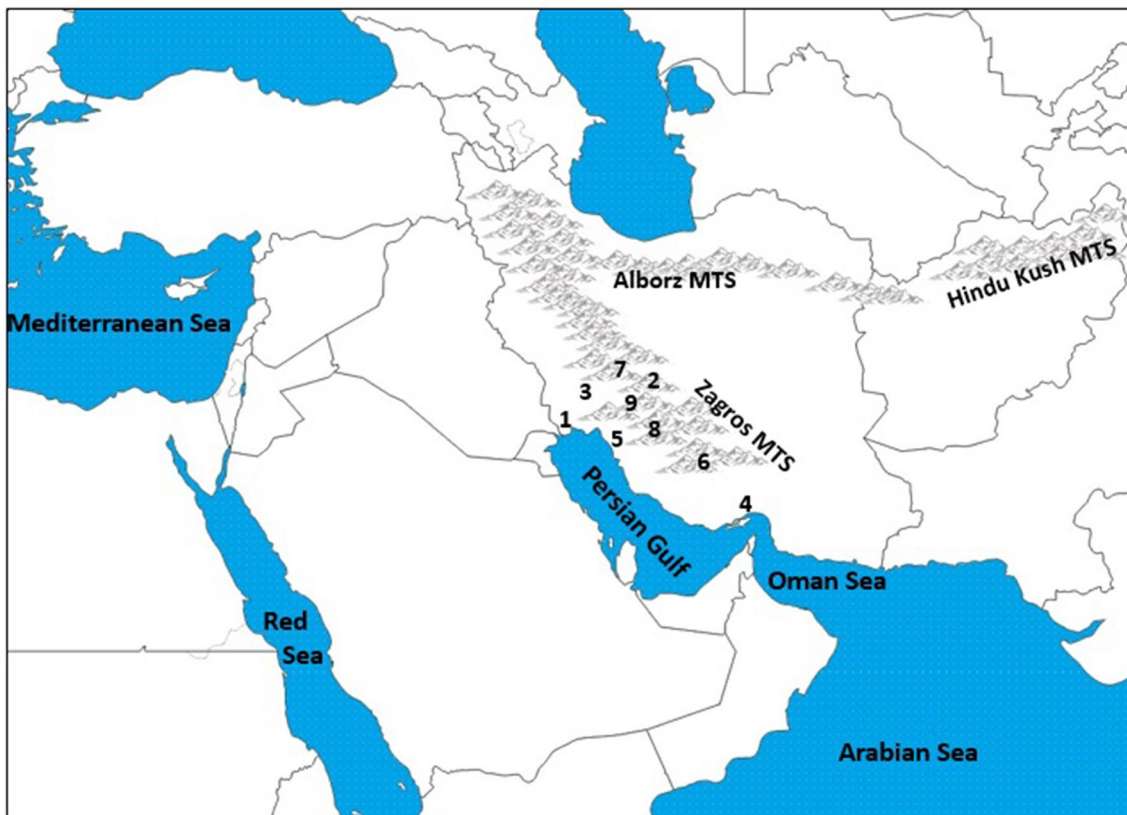 Alborz MTS
Hindu Kush MTS
Mediterranean Sea
7
2
3
9
Zagros MTS
1
5
8
6
4
Persian Gulf
Oman Sea
Red
Sea
Arabian Sea